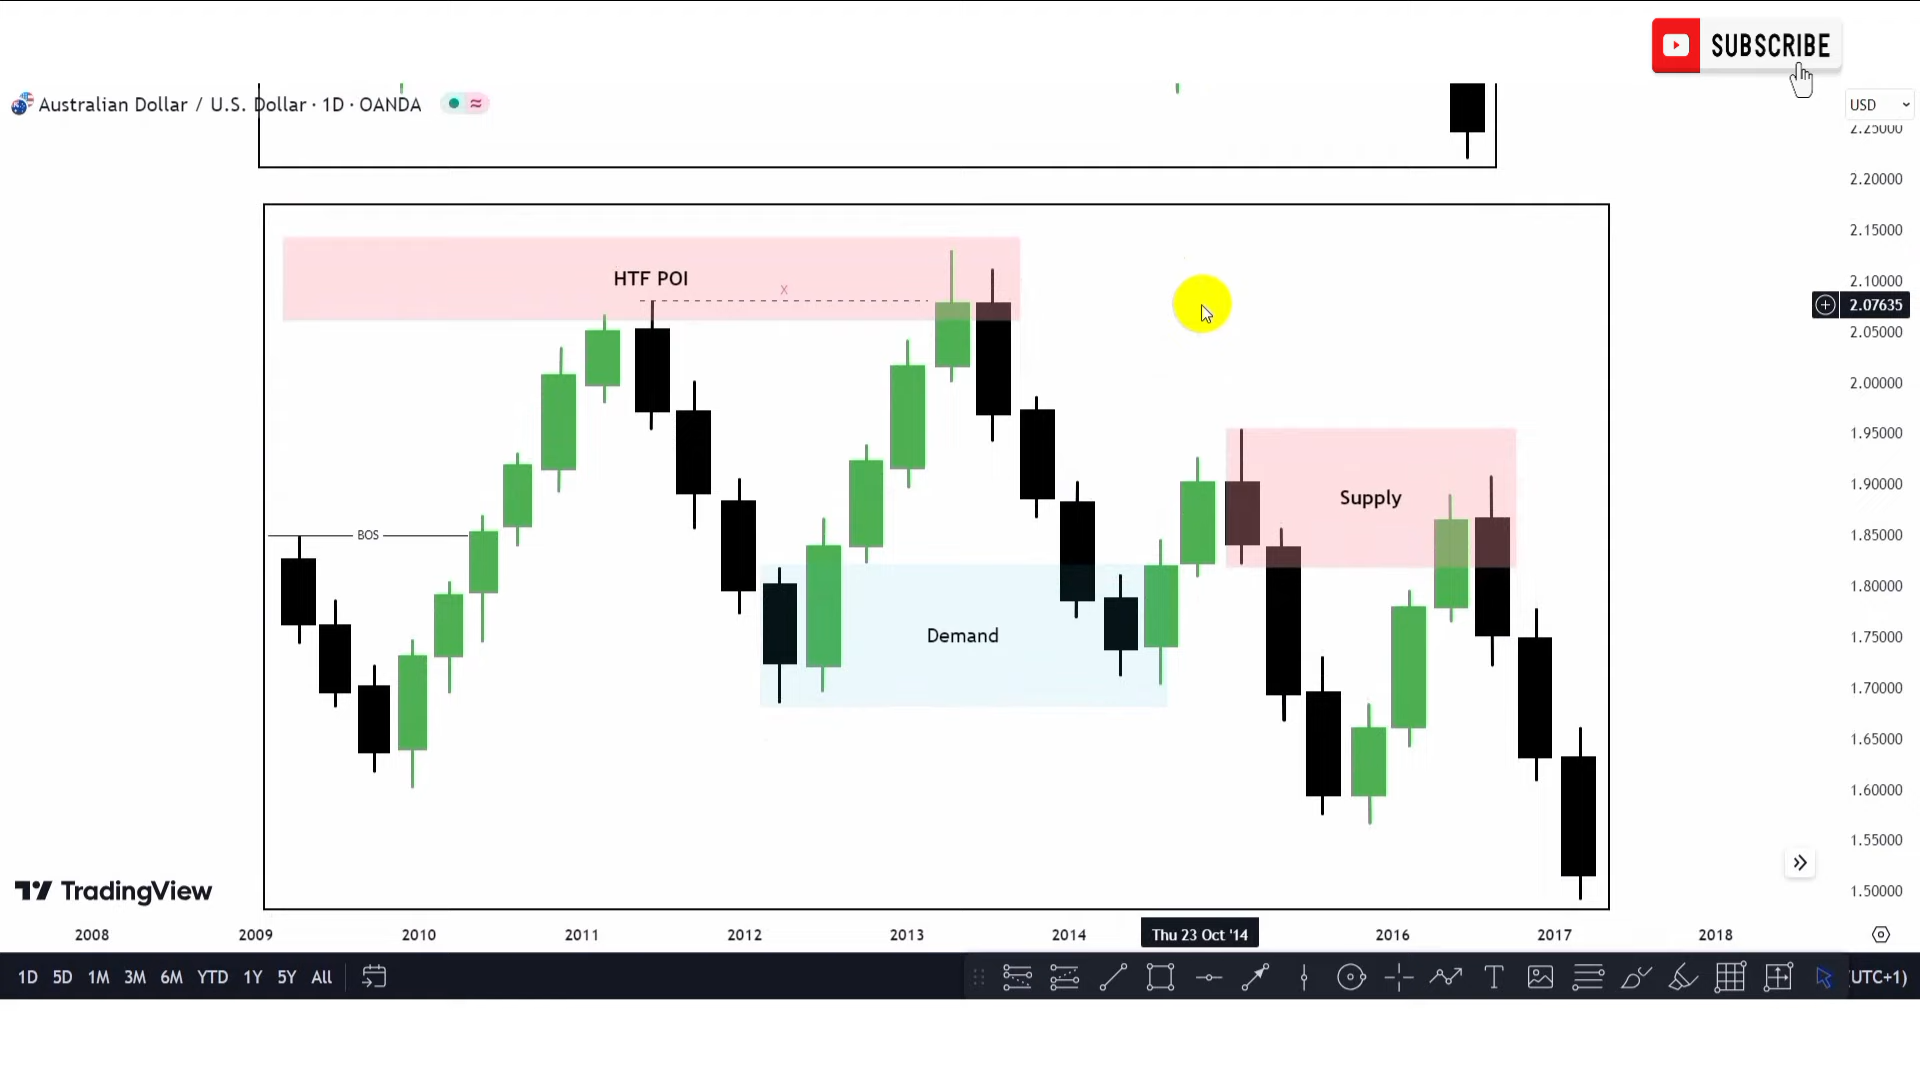 SUBSCRIBE
Australian Dollar / U.S. Dollar · 1D · OANDA
USD
2.25000
2.20000
2.15000
HTF POI
X
2.10000
2.07635
2.05000
2.00000
1.95000
Supply
1.90000
BOS
1.85000
1.80000
Demand
1.75000
1.70000
1.65000
1.60000
1.55000
TradingView
1.50000
2008 2009 2010 2011 2012 2013 2014 Thu 23 Oct '14 2016 2017 2018
1D 5D 1M 3M 6M YTD 1Y 5Y All UTC+1)